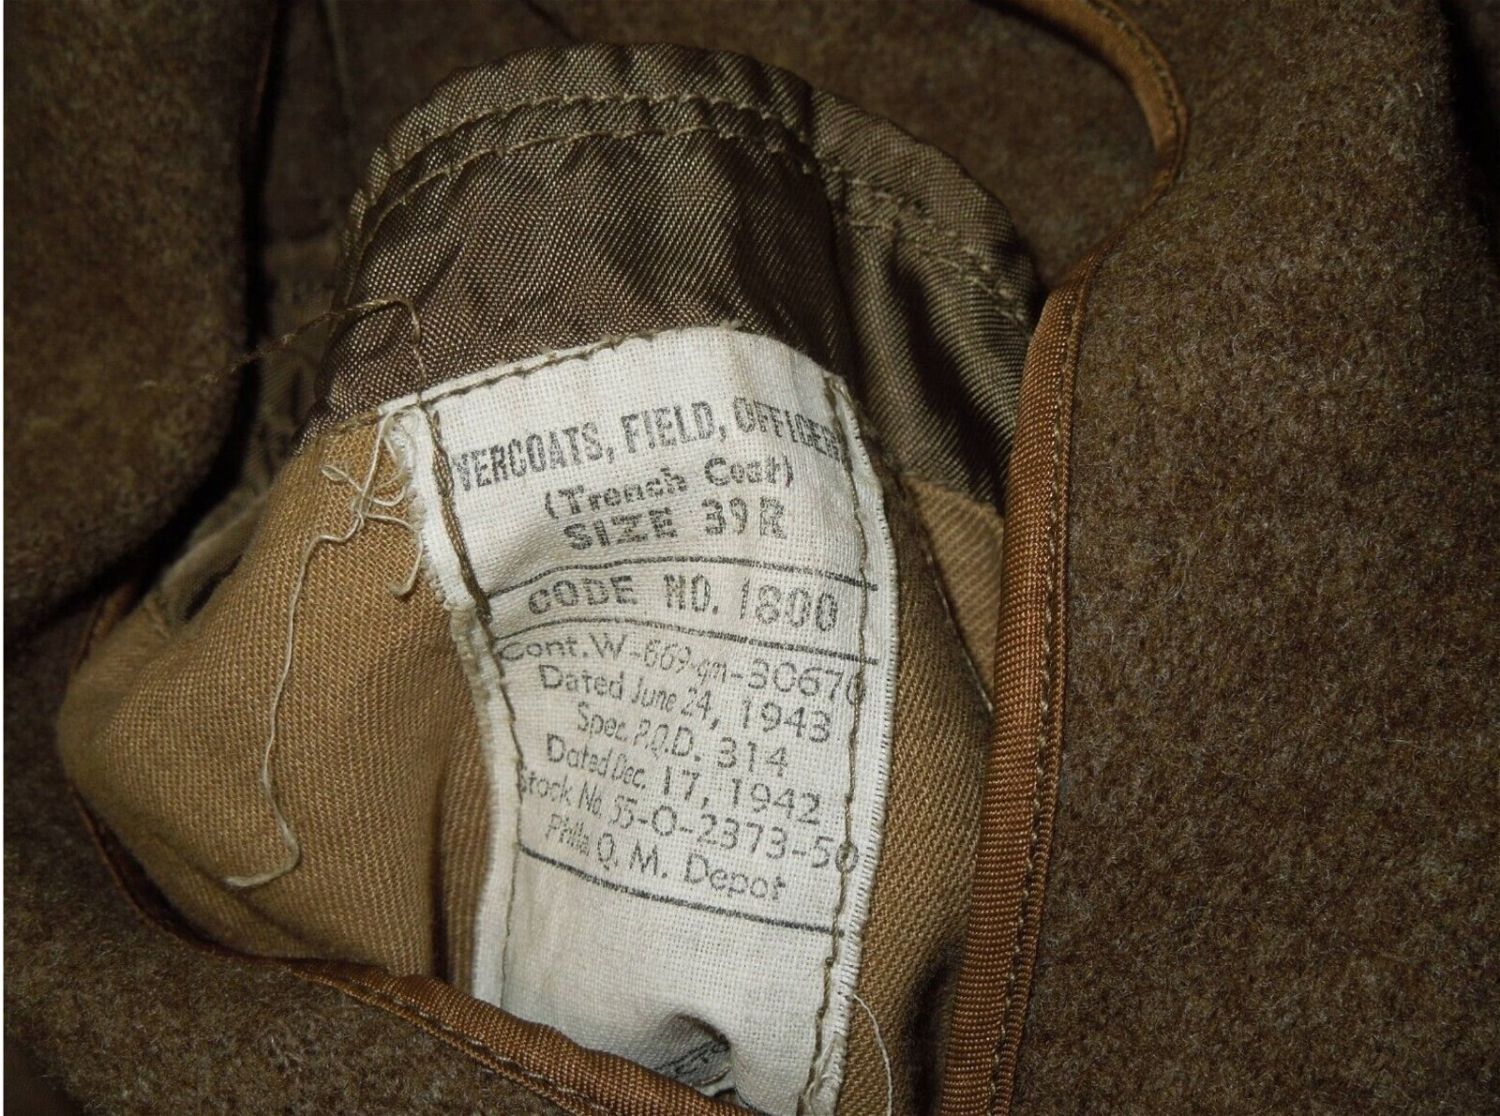 VERCOATS, FIELD, OFFICER
(Trench Coat)
SIZE 39R
CODE NO. 1800
Cont. W-669-qm-30670
Dated June 24, 1943
Spec. P.Q.D. 314
Dated Dec. 17, 1942
Stock No. 55-O-2373-50
Phila Q. M. Depot